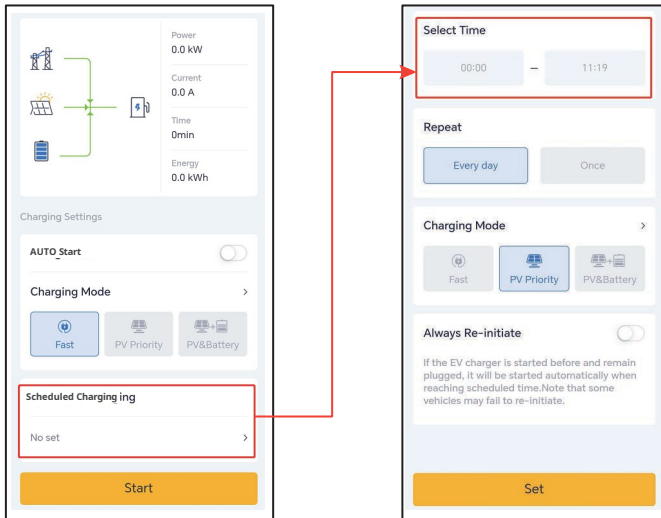 Power
0.0 kW
Current
0.0 A
Time
0min
Energy
0.0 kWh
Charging Settings
AUTO Start
Charging Mode
Fast
PV Priority
PV&Battery
Scheduled Charging ing
No set
Start
Select Time
00:00 – 11:19
Repeat
Every day
Once
Charging Mode
Fast
PV Priority
PV&Battery
Always Re-initiate
If the EV charger is started before and remain
plugged, it will be started automatically when
reaching scheduled time.Note that some
vehicles may fail to re-initiate.
Set